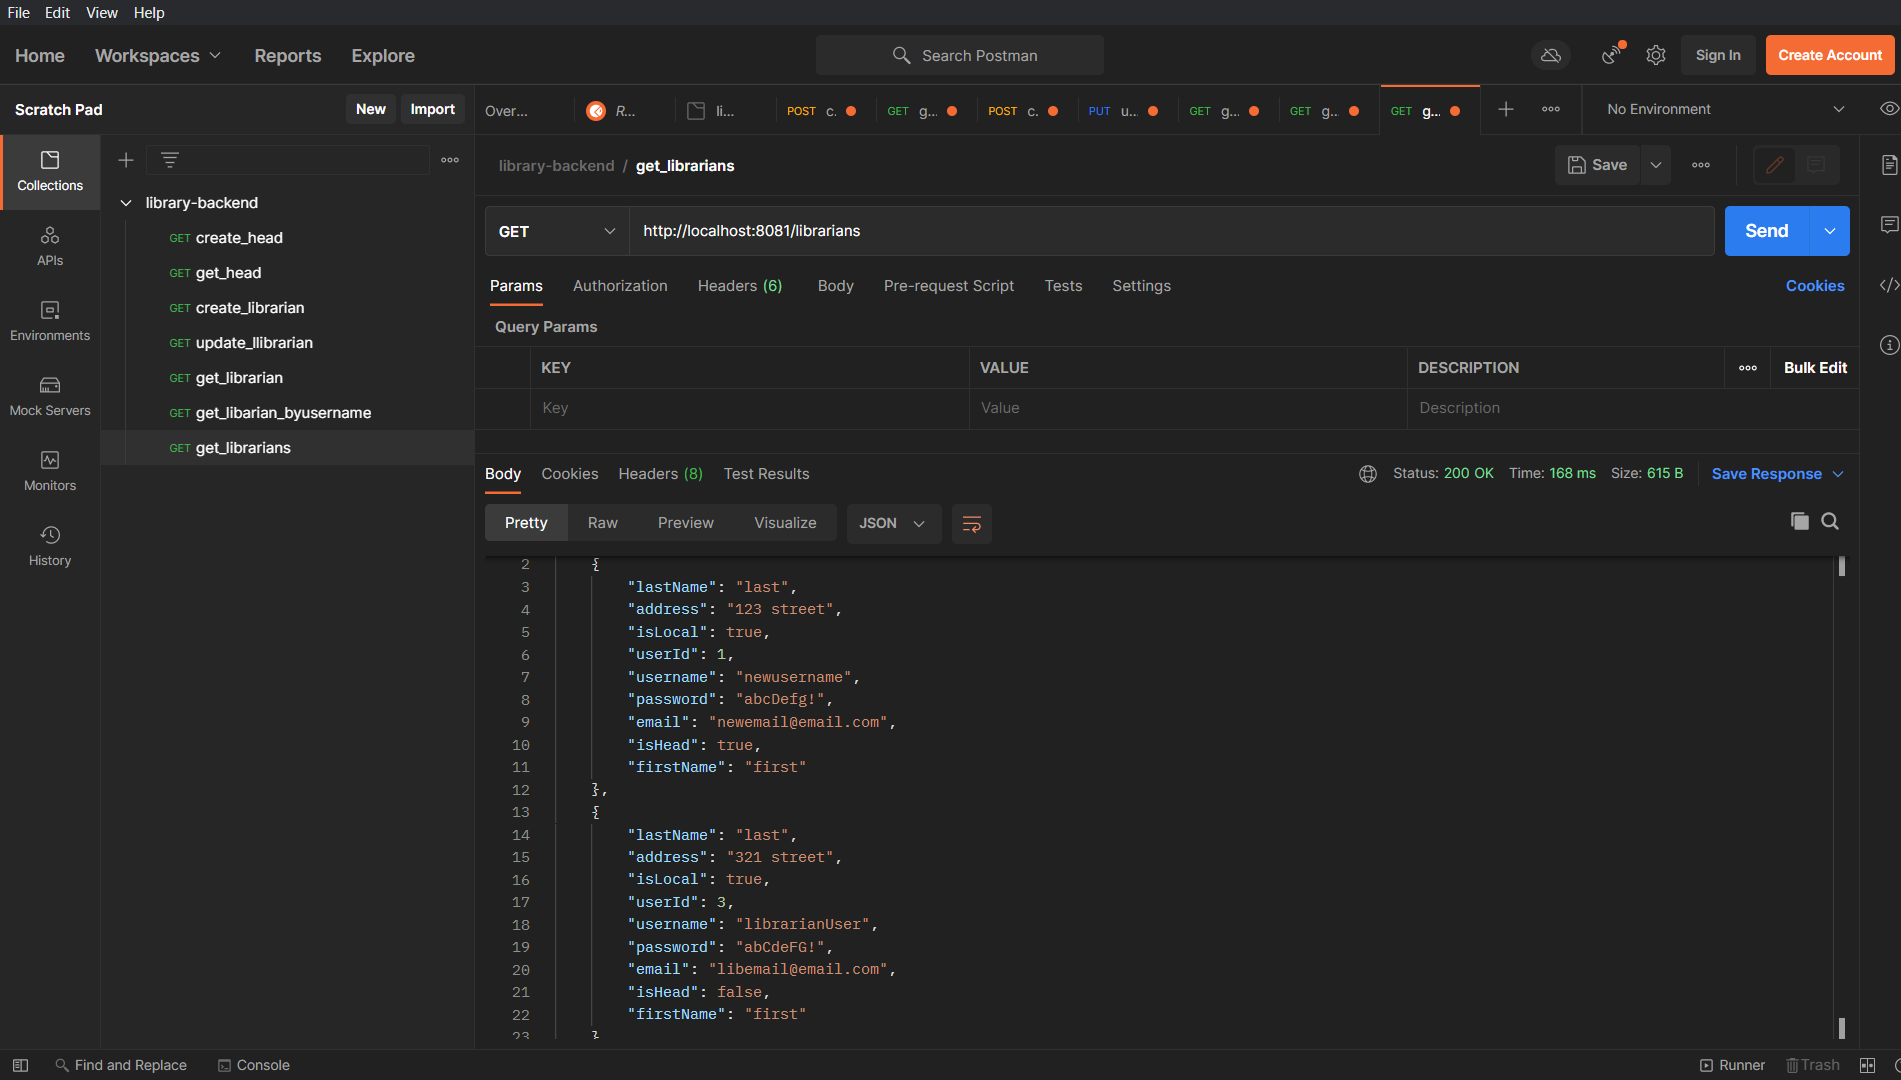 File Edit View Help
Home Workspaces Reports Explore Search Postman Sign In Create Account
Scratch Pad New Import
Over... R... li... POST c. GET g... POST c. PUT u... GET g... GET g... GET g... No Environment
Collections
APIs
Environments
Mock Servers
Monitors
History
library-backend
GET create_head
GET get_head
GET create_librarian
GET update_llibrarian
GET get_librarian
GET get_libarian_byusername
GET get_librarians
library-backend / get_librarians Save
GET http://localhost:8081/librarians Send
Params Authorization Headers (6) Body Pre-request Script Tests Settings Cookies
Query Params
KEY VALUE DESCRIPTION Bulk Edit
Key Value Description
Body Cookies Headers (8) Test Results Status: 200 OK Time: 168 ms Size: 615 B Save Response
Pretty Raw Preview Visualize JSON
2 {
3 "lastName": "last",
4 "address": "123 street",
5 "isLocal": true,
6 "userId": 1,
7 "username": "newusername",
8 "password": "abcDefg!",
9 "email": "newemail@email.com",
10 "isHead": true,
11 "firstName": "first"
12 },
13 {
14 "lastName": "last",
15 "address": "321 street",
16 "isLocal": true,
17 "userId": 3,
18 "username": "librarianUser",
19 "password": "abCdeFG!",
20 "email": "libemail@email.com",
21 "isHead": false,
22 "firstName": "first"
23 }
Find and Replace Console Runner Trash